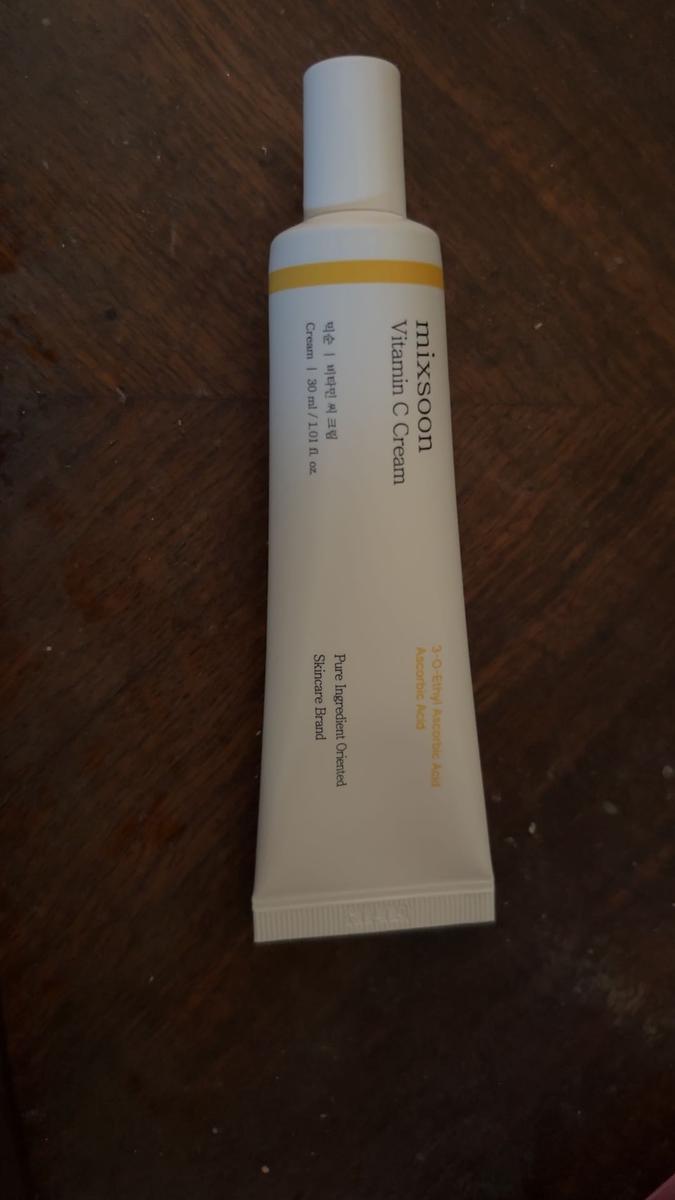 mixsoon
Vitamin C Cream
믹순 | 비타민 씨 크림
Cream | 30 ml / 1.01 fl. oz.
3-O-Ethyl Ascorbic Acid
Ascorbic Acid
Pure Ingredient Oriented
Skincare Brand